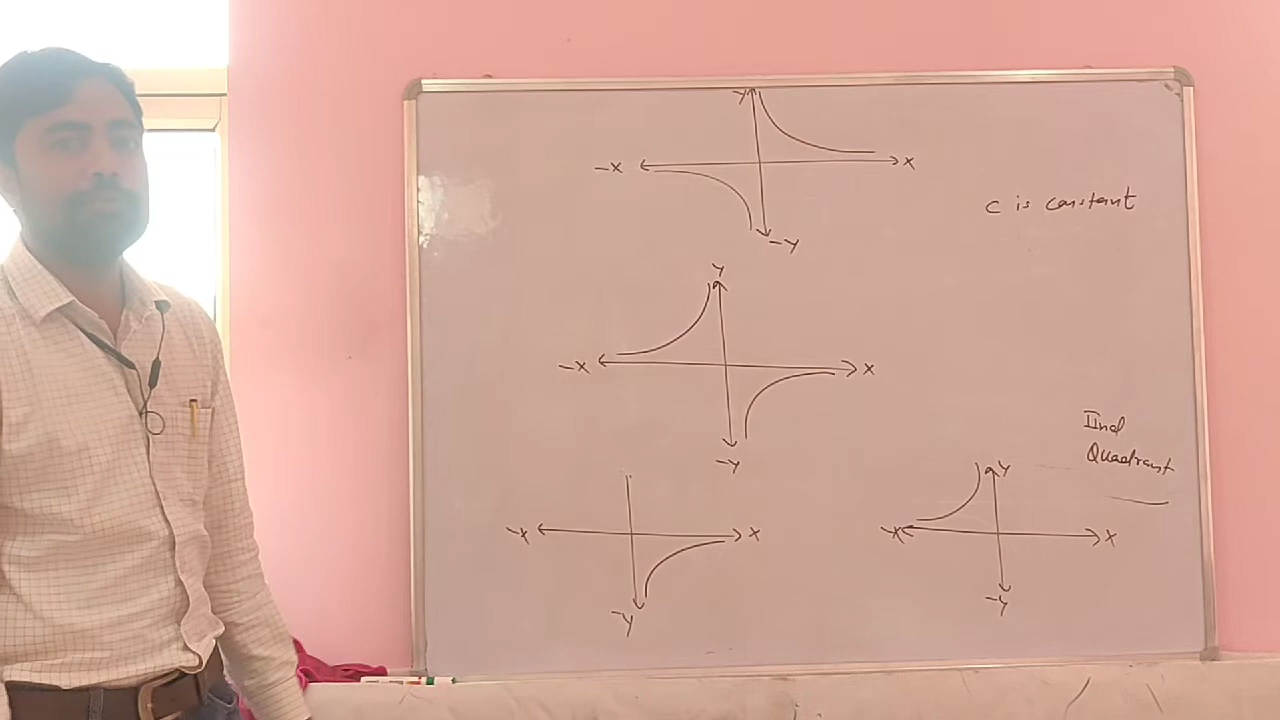 Y
-X X
-Y
c is constant
Y
-X X
-Y
IInd
Quadrant
-X X
-Y
Y
-X X
-Y